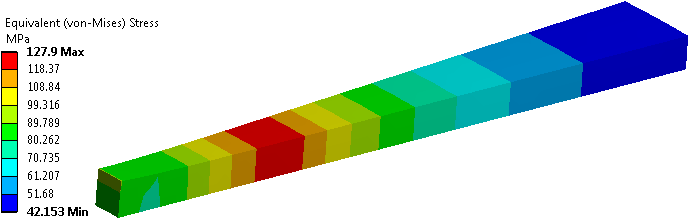 Equivalent (von-Mises) Stress
MPa
127.9 Max
118.37
108.84
99.316
89.789
80.262
70.735
61.207
51.68
42.153 Min